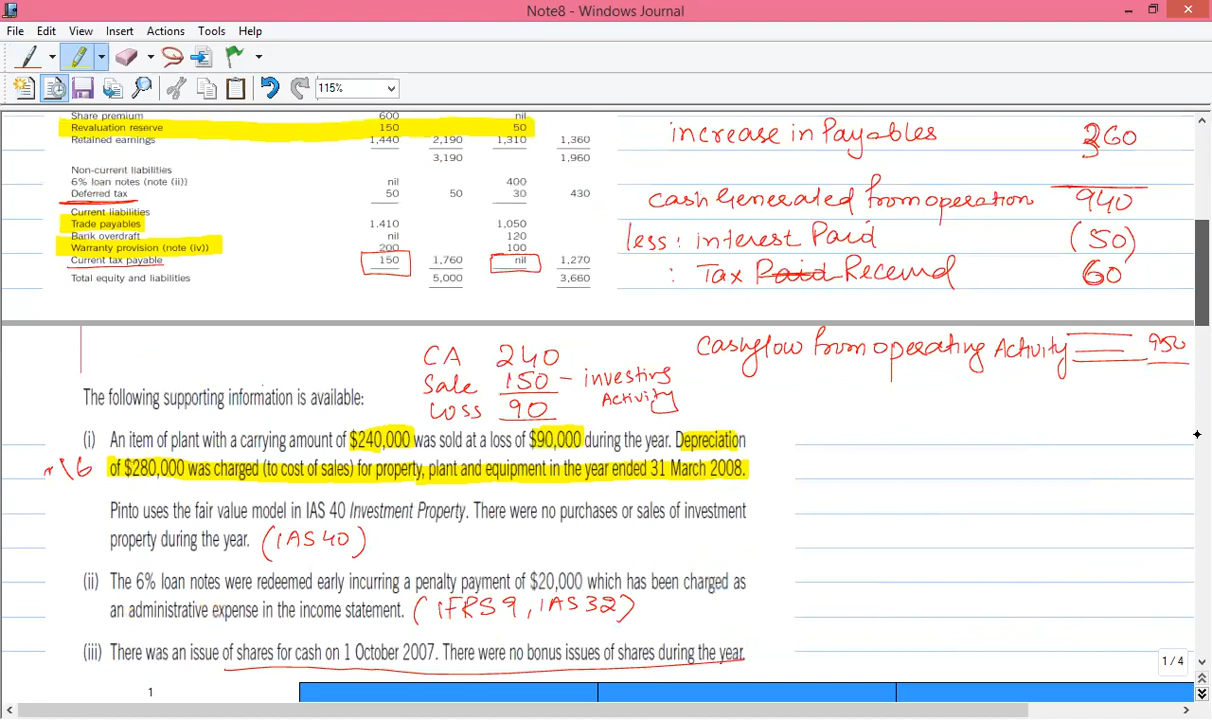 Note8 - Windows Journal
File Edit View Insert Actions Tools Help
115%
Share premium 600 nil
Revaluation reserve 150 50
Retained earnings 1,440 2,190 1,310 1,360
3,190 1,960
Non-current liabilities
6% loan notes (note (ii)) nil 400
Deferred tax 50 50 30 430
Current liabilities
Trade payables 1,410 1,050
Bank overdraft nil 120
Warranty provision (note (iv)) 200 100
Current tax payable 150 1,760 nil 1,270
Total equity and liabilities 5,000 3,660
increase in Payables 360
cash Generated from operation 940
less: interest Paid (50)
: Tax Paid Received 60
cashflow from operating Activity 950
CA 240
Sale 150 - investing Activity
Loss 90
The following supporting information is available:
(i) An item of plant with a carrying amount of $240,000 was sold at a loss of $90,000 during the year. Depreciation
of $280,000 was charged (to cost of sales) for property, plant and equipment in the year ended 31 March 2008.
Pinto uses the fair value model in IAS 40 Investment Property. There were no purchases or sales of investment
property during the year. (IAS 40)
(ii) The 6% loan notes were redeemed early incurring a penalty payment of $20,000 which has been charged as
an administrative expense in the income statement. (IFRS 9, IAS 32)
(iii) There was an issue of shares for cash on 1 October 2007. There were no bonus issues of shares during the year.
1 / 4
1